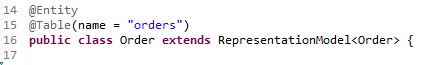 14 @Entity
15 @Table(name = "orders")
16 public class Order extends RepresentationModel<Order> {
17